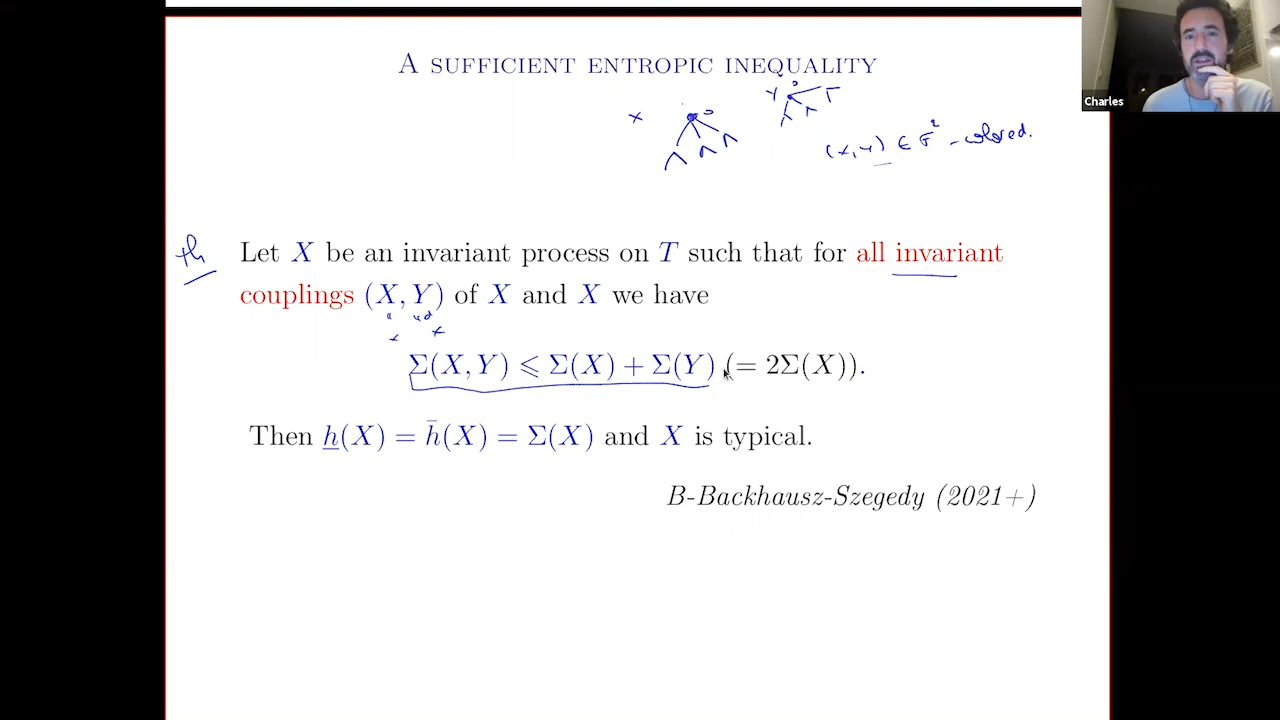 A SUFFICIENT ENTROPIC INEQUALITY
Charles
X
o
Y
o
(X,Y) ∈ F² - colored.
th
Let X be an invariant process on T such that for all invariant
couplings (X, Y) of X and X we have
Σ(X, Y) ⩽ Σ(X) + Σ(Y) (= 2Σ(X)).
Then h̲(X) = h̄(X) = Σ(X) and X is typical.
B-Backhausz-Szegedy (2021+)